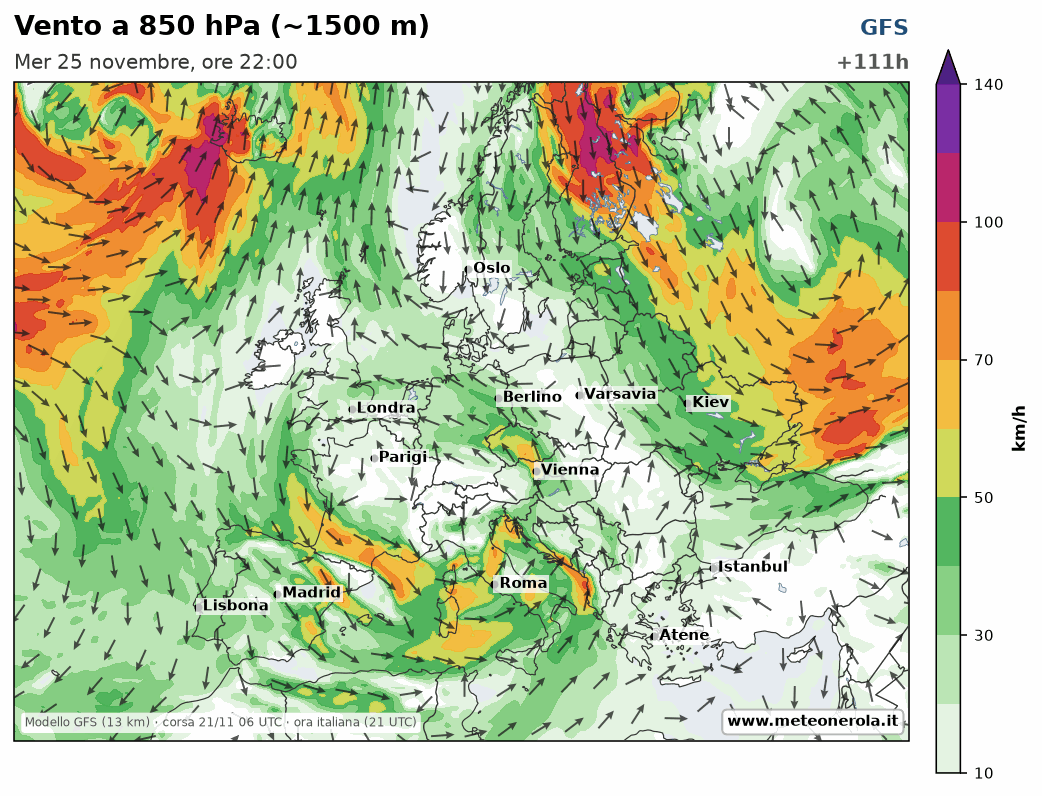 Vento a 850 hPa (~1500 m)
GFS
Mer 25 novembre, ore 22:00
+111h
140
100
70
50
30
10
km/h
Oslo
Berlino
Varsavia
Kiev
Londra
Parigi
Vienna
Istanbul
Roma
Madrid
Lisbona
Atene
Modello GFS (13 km) · corsa 21/11 06 UTC · ora italiana (21 UTC)
www.meteonerola.it